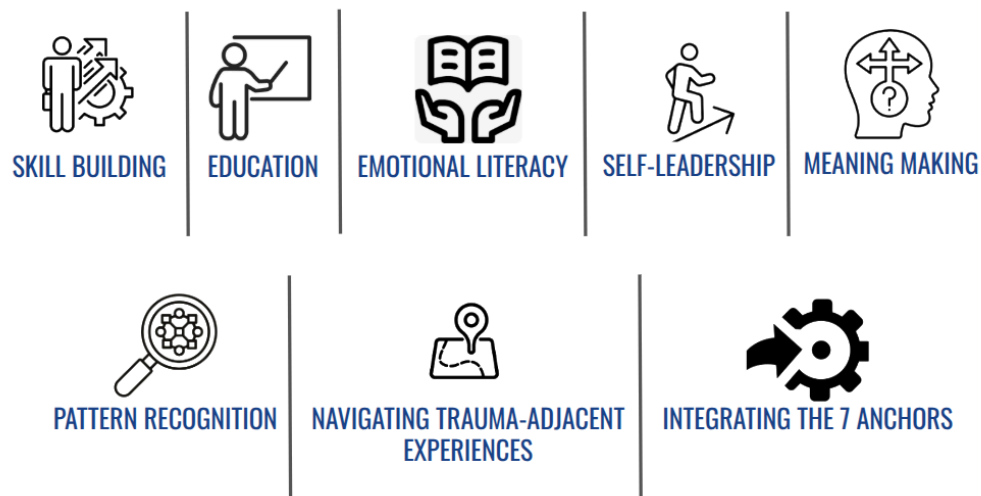 SKILL BUILDING
EDUCATION
EMOTIONAL LITERACY
SELF-LEADERSHIP
MEANING MAKING
?
PATTERN RECOGNITION
NAVIGATING TRAUMA-ADJACENT
EXPERIENCES
INTEGRATING THE 7 ANCHORS